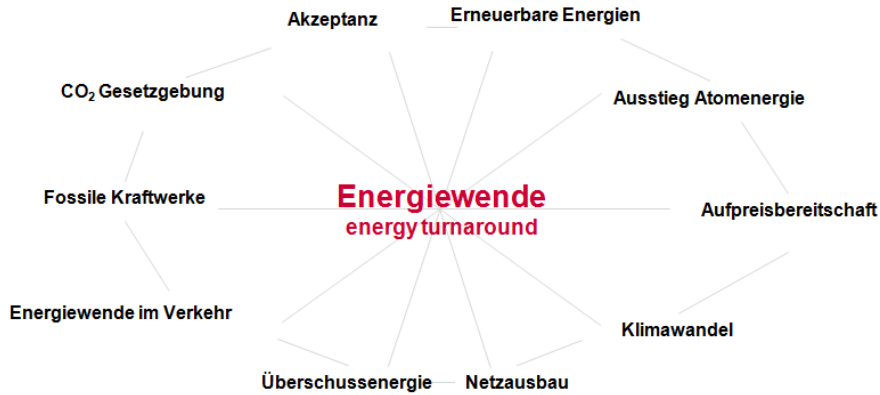 Akzeptanz
Erneuerbare Energien
CO₂ Gesetzgebung
Ausstieg Atomenergie
Fossile Kraftwerke
Energiewende
energy turnaround
Aufpreisbereitschaft
Energiewende im Verkehr
Klimawandel
Überschussenergie
Netzausbau